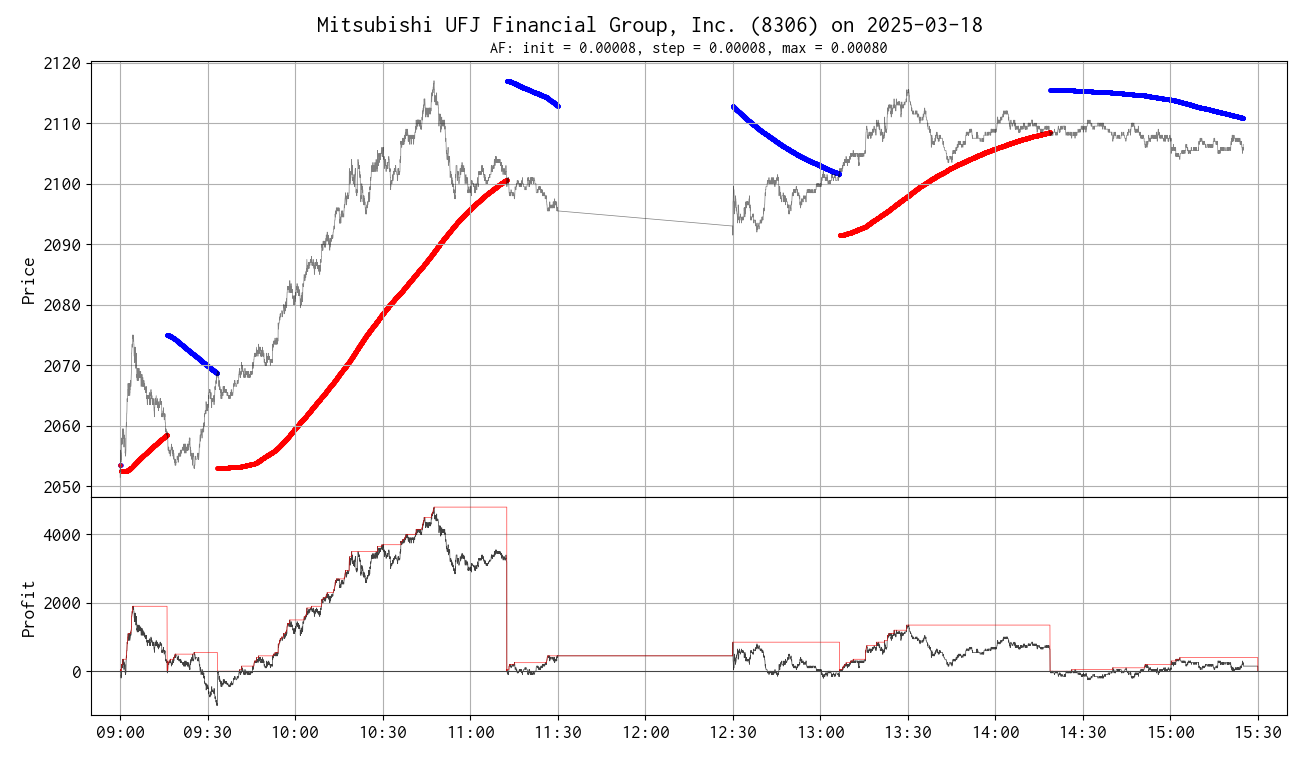 Mitsubishi UFJ Financial Group, Inc. (8306) on 2025-03-18
AF: init = 0.00008, step = 0.00008, max = 0.00080
Price
2120
2110
2100
2090
2080
2070
2060
2050
Profit
4000
2000
0
09:00 09:30 10:00 10:30 11:00 11:30 12:00 12:30 13:00 13:30 14:00 14:30 15:00 15:30